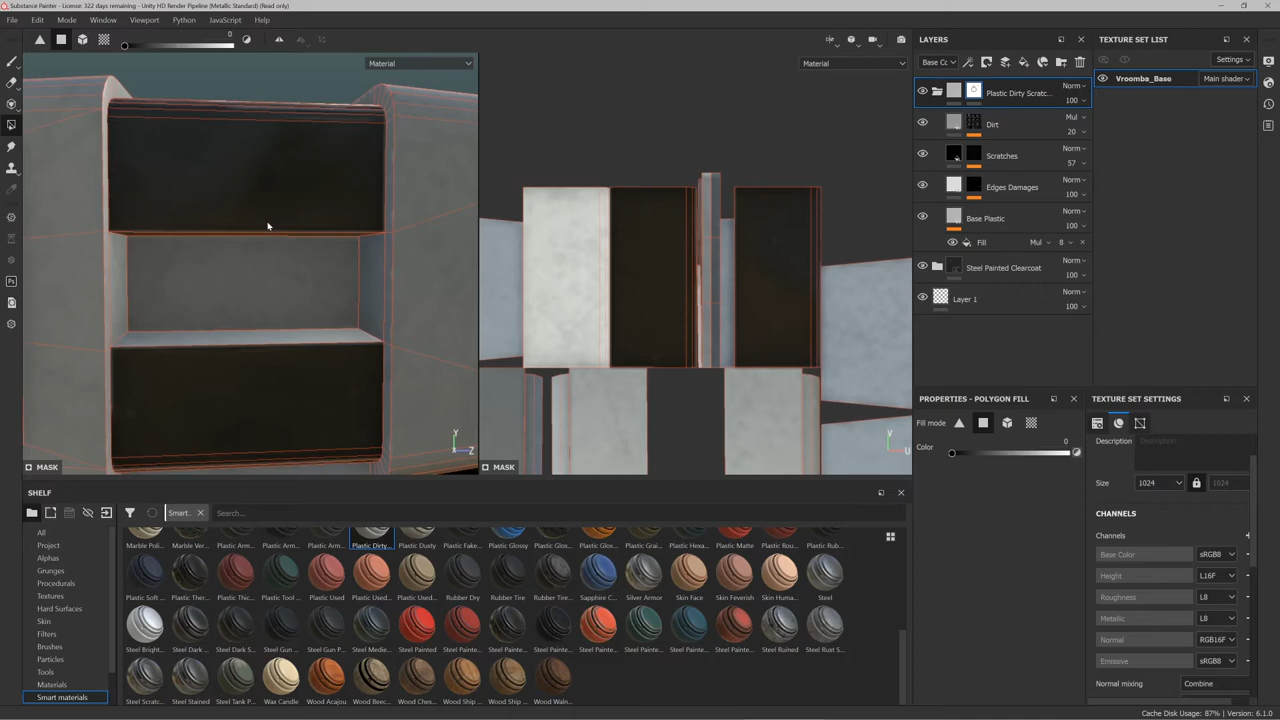 Substance Painter - License: 322 days remaining - Unity HD Render Pipeline (Metallic Standard) (Read only)
File Edit Mode Window Viewport Python JavaScript Help
0
Material
Material
Y
Z
V
U
MASK
MASK
LAYERS
Base Co
Plastic Dirty Scratc... Norm
100
Dirt Mul
20
Scratches Norm
57
Edges Damages Norm
100
Base Plastic Norm
100
Fill Mul 8
Steel Painted Clearcoat Norm
100
Layer 1 Norm
100
TEXTURE SET LIST
Settings
Vroomba_Base Main shader
PROPERTIES - POLYGON FILL
Fill mode
Color 0
TEXTURE SET SETTINGS
Description Description
Size 1024 1024
CHANNELS
Channels
Base Color sRGB8
Height L16F
Roughness L8
Metallic L8
Normal RGB16F
Emissive sRGB8
Normal mixing Combine
SHELF
Smart. Search...
All
Project
Alphas
Grunges
Procedurals
Textures
Hard Surfaces
Skin
Filters
Brushes
Particles
Tools
Materials
Smart materials
Marble Poli... Marble Ver... Plastic Arm... Plastic Arm... Plastic Arm... Plastic Dirty... Plastic Dusty Plastic Fake... Plastic Glossy Plastic Glos... Plastic Grai... Plastic Hexa... Plastic Matte Plastic Rou... Plastic Rub...
Plastic Soft ... Plastic Ther... Plastic Thic... Plastic Tool ... Plastic Used Plastic Used... Plastic Used... Rubber Dry Rubber Tire Rubber Tire... Sapphire C... Silver Armor Skin Face Skin Feverish Skin Huma... Steel
Steel Bright... Steel Dark ... Steel Dark S... Steel Gun ... Steel Gun P... Steel Medie... Steel Painted Steel Painte... Steel Painte... Steel Painte... Steel Painte... Steel Painte... Steel Painte... Steel Painte... Steel Ruined Steel Rust S...
Steel Scratc... Steel Stained Steel Tank P... Wax Candle Wood Acajou Wood Beec... Wood Ches... Wood Ship ... Wood Ship ... Wood Waln...
Cache Disk Usage: 87% | Version: 6.1.0
Ps